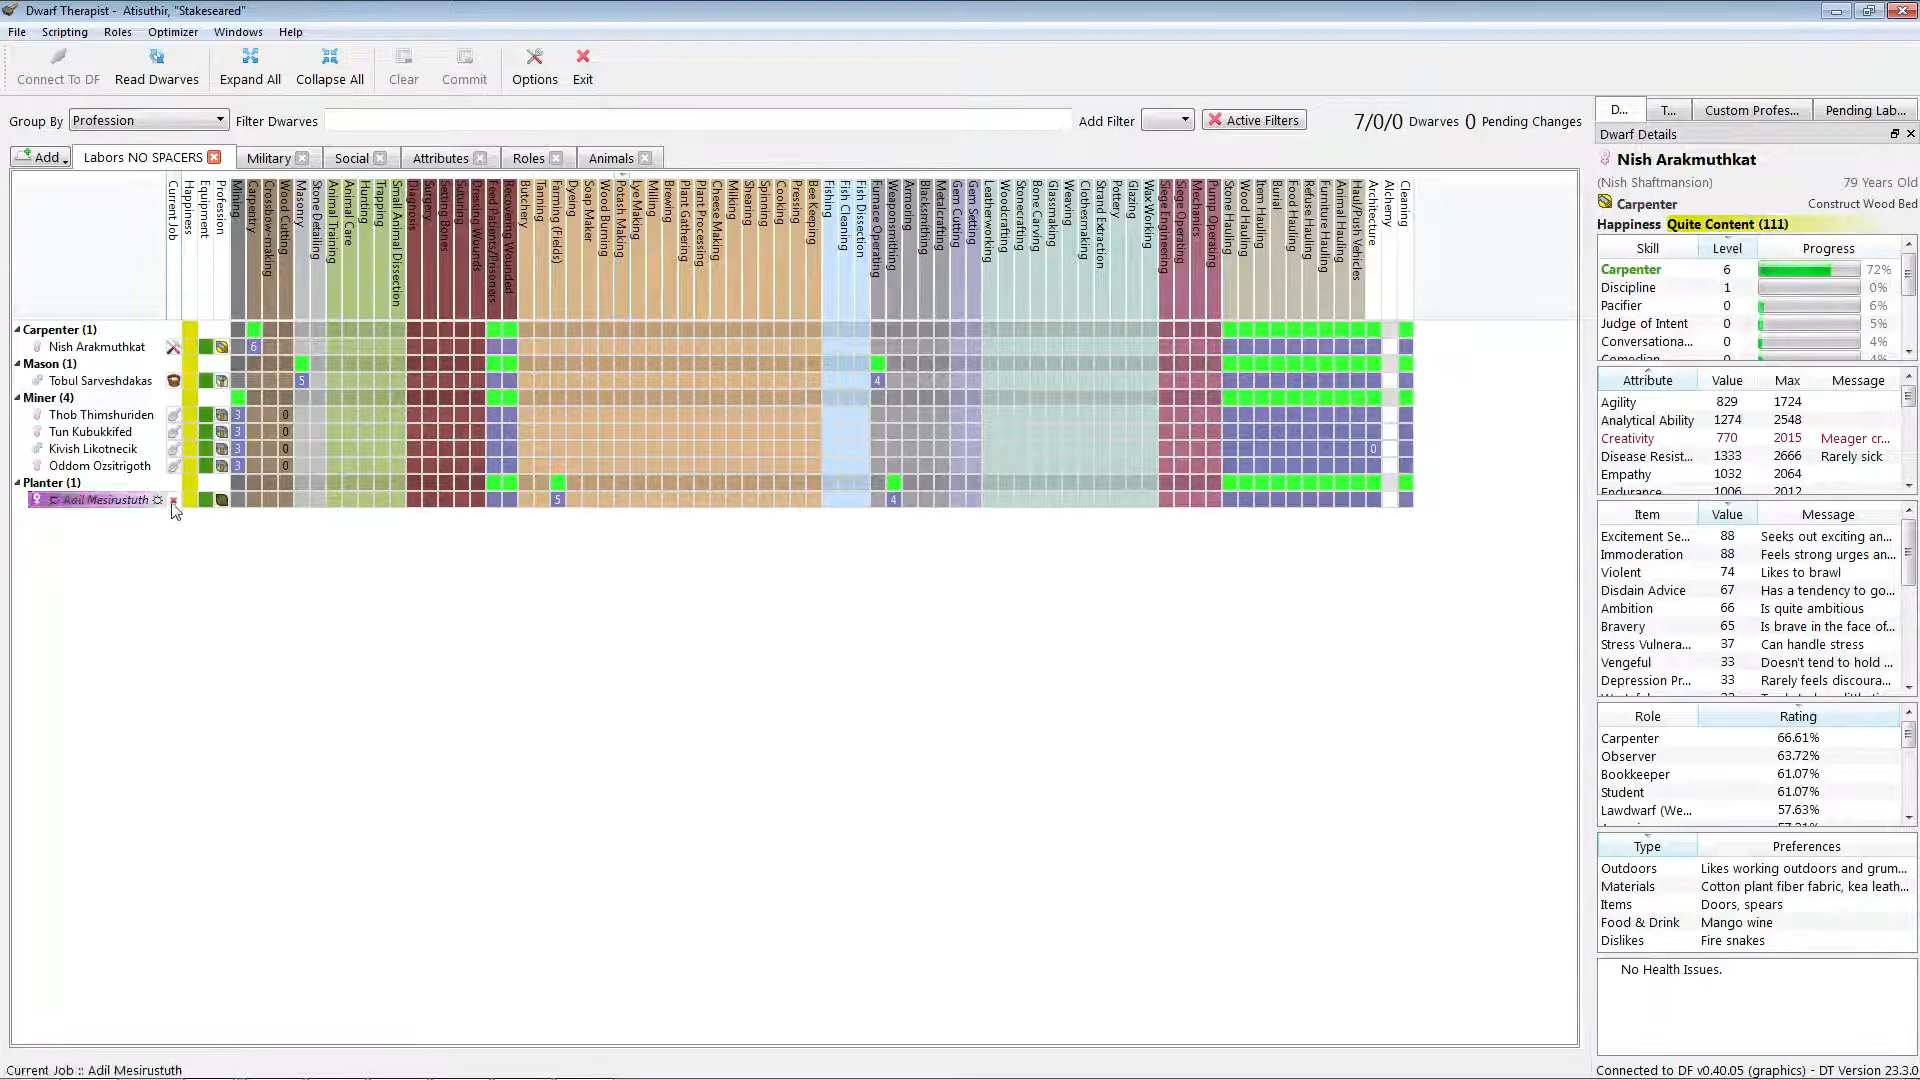 Dwarf Therapist - Atisuthir, "Stakeseared"
File Scripting Roles Optimizer Windows Help
Connect To DF Read Dwarves Expand All Collapse All Clear Commit Options Exit
Group By Profession Filter Dwarves Add Filter Active Filters 7/0/0 Dwarves 0 Pending Changes
Add Labors NO SPACERS Military Social Attributes Roles Animals
Current Job
Happiness
Equipment
Profession
Mining
Carpentry
Crossbow-making
Wood Cutting
Masonry
Stone Detailing
Animal Training
Animal Care
Hunting
Trapping
Small Animal Dissection
Diagnosis
Surgery
Setting Bones
Suturing
Dressing Wounds
Feed Patients/Prisoners
Recovering Wounded
Butchery
Tanning
Farming (Fields)
Dyeing
Soap Maker
Wood Burning
Potash Making
Lye Making
Milling
Brewing
Plant Gathering
Plant Processing
Cheese Making
Milking
Shearing
Spinning
Cooking
Pressing
Bee Keeping
Fishing
Fish Cleaning
Fish Dissection
Furnace Operating
Weaponsmithing
Armoring
Blacksmithing
Metalcrafting
Gem Cutting
Gem Setting
Leatherworking
Woodcrafting
Stonecrafting
Bone Carving
Glassmaking
Weaving
Clothesmaking
Strand Extraction
Pottery
Glazing
Wax Working
Siege Engineering
Siege Operating
Mechanics
Pump Operating
Stone Hauling
Wood Hauling
Item Hauling
Burial
Food Hauling
Refuse Hauling
Furniture Hauling
Animal Hauling
Haul/Push Vehicles
Architecture
Alchemy
Cleaning
Carpenter (1)
Nish Arakmuthkat 6
Mason (1)
Tobul Sarveshdakas 5 4
Miner (4)
Thob Thimshuriden 3 0
Tun Kubukkifed 3 0
Kivish Likotnecik 3 0 0
Oddom Ozsitrigoth 3 0
Planter (1)
Adil Mesirustuth 5 4
D... T... Custom Profes... Pending Lab...
Dwarf Details
Nish Arakmuthkat
(Nish Shaftmansion) 79 Years Old
Carpenter Construct Wood Bed
Happiness Quite Content (111)
Skill Level Progress
Carpenter 6 72%
Discipline 1 0%
Pacifier 0 6%
Judge of Intent 0 5%
Conversationa... 0 4%
Comedian 0 4%
Attribute Value Max Message
Agility 829 1724
Analytical Ability 1274 2548
Creativity 770 2015 Meager cr...
Disease Resist... 1333 2666 Rarely sick
Empathy 1032 2064
Endurance 1006 2012
Item Value Message
Excitement Se... 88 Seeks out exciting an...
Immoderation 88 Feels strong urges an...
Violent 74 Likes to brawl
Disdain Advice 67 Has a tendency to go...
Ambition 66 Is quite ambitious
Bravery 65 Is brave in the face of...
Stress Vulnera... 37 Can handle stress
Vengeful 33 Doesn't tend to hold ...
Depression Pr... 33 Rarely feels discoura...
Role Rating
Carpenter 66.61%
Observer 63.72%
Bookkeeper 61.07%
Student 61.07%
Lawdwarf (We... 57.63%
Type Preferences
Outdoors Likes working outdoors and grum...
Materials Cotton plant fiber fabric, kea leath...
Items Doors, spears
Food & Drink Mango wine
Dislikes Fire snakes
No Health Issues.
Current Job :: Adil Mesirustuth
Connected to DF v0.40.05 (graphics) - DT Version 23.3.0